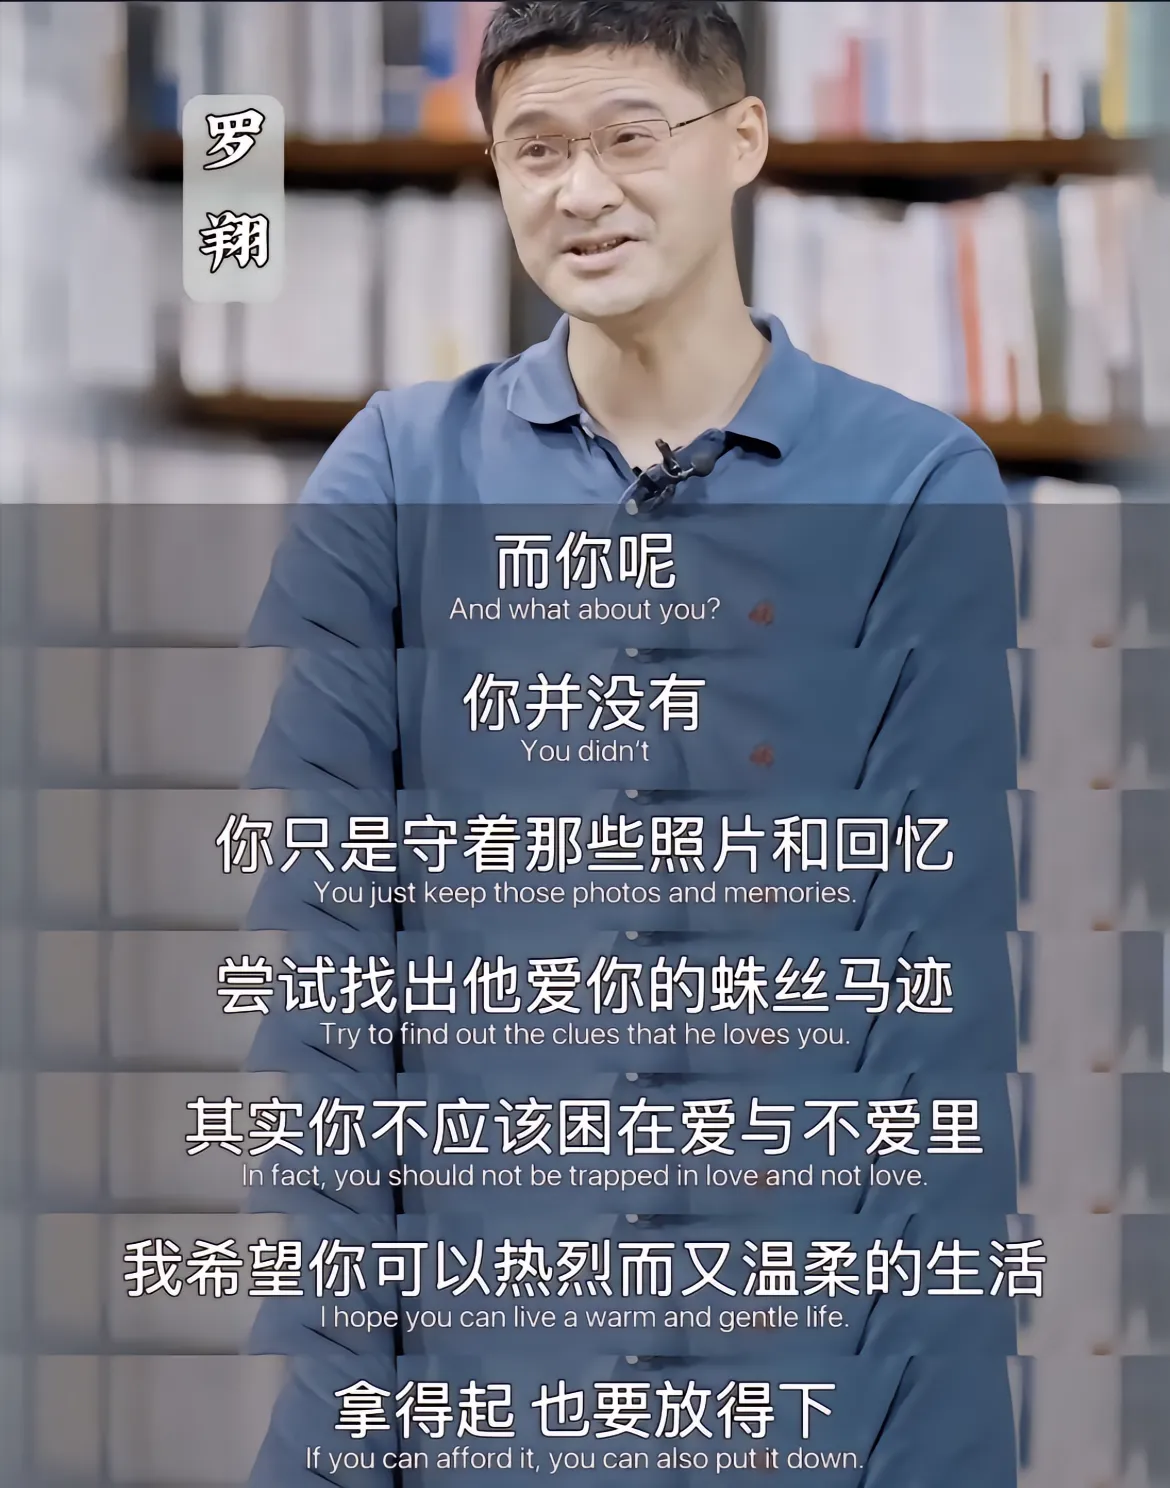 罗翔
而你呢
And what about you?
你并没有
You didn't
你只是守着那些照片和回忆
You just keep those photos and memories.
尝试找出他爱你的蛛丝马迹
Try to find out the clues that he loves you.
其实你不应该困在爱与不爱里
In fact, you should not be trapped in love and not love.
我希望你可以热烈而又温柔的生活
I hope you can live a warm and gentle life.
拿得起 也要放得下
If you can afford it, you can also put it down.